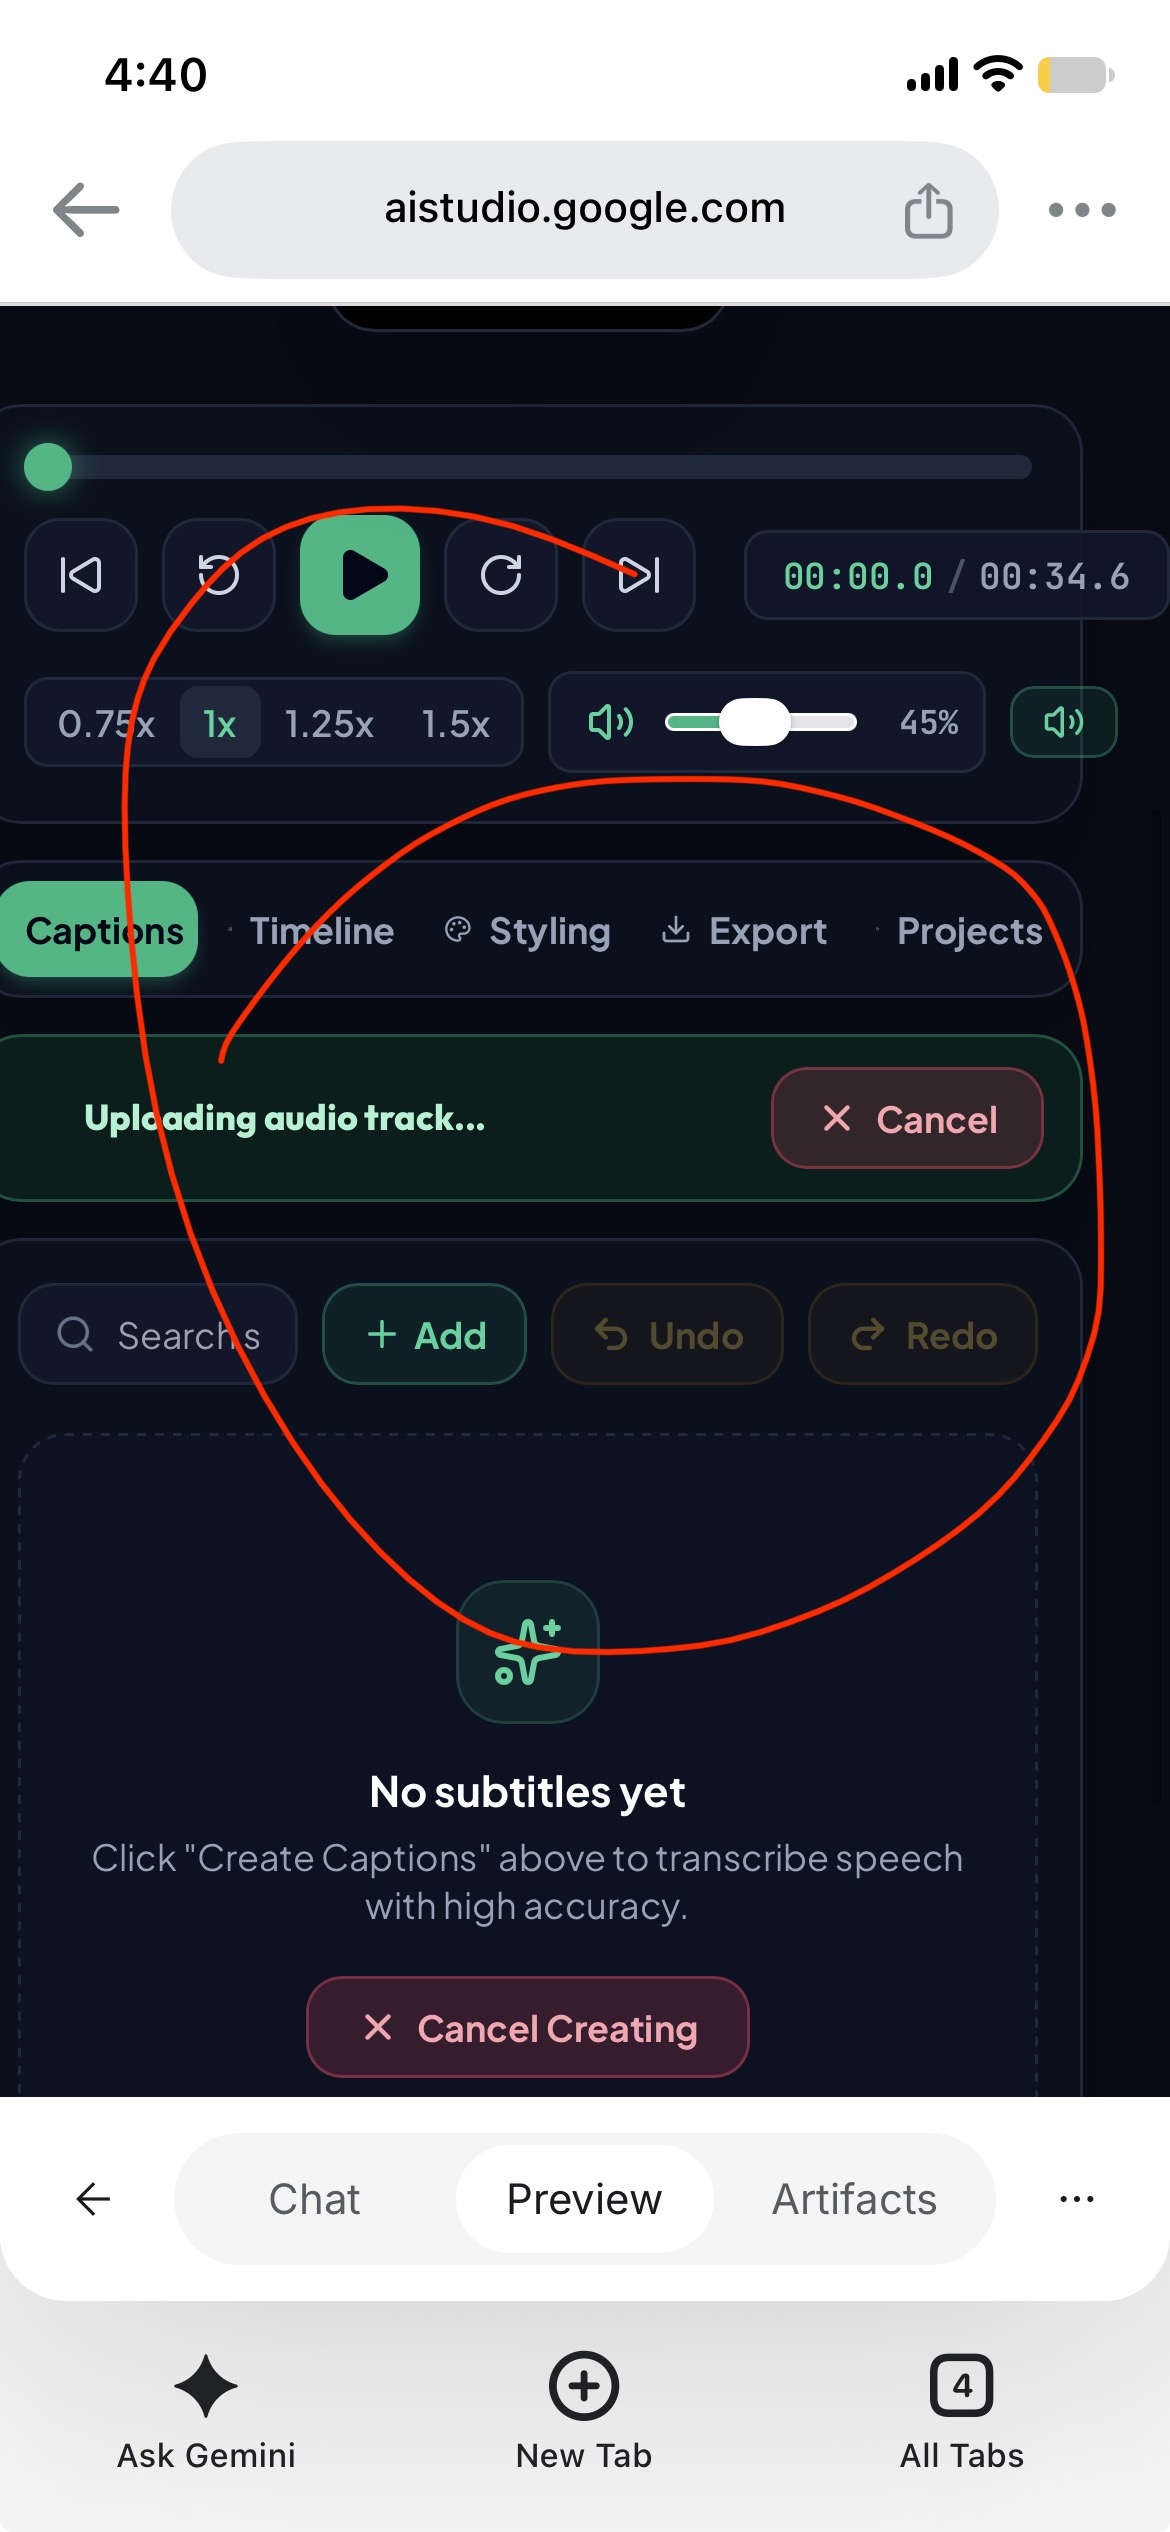 4:40
aistudio.google.com
00:00.0 / 00:34.6
0.75x 1x 1.25x 1.5x 45%
Captions Timeline Styling Export Projects
Uploading audio track... Cancel
Search s Add Undo Redo
No subtitles yet
Click "Create Captions" above to transcribe speech
with high accuracy.
Cancel Creating
Chat Preview Artifacts
4
Ask Gemini New Tab All Tabs